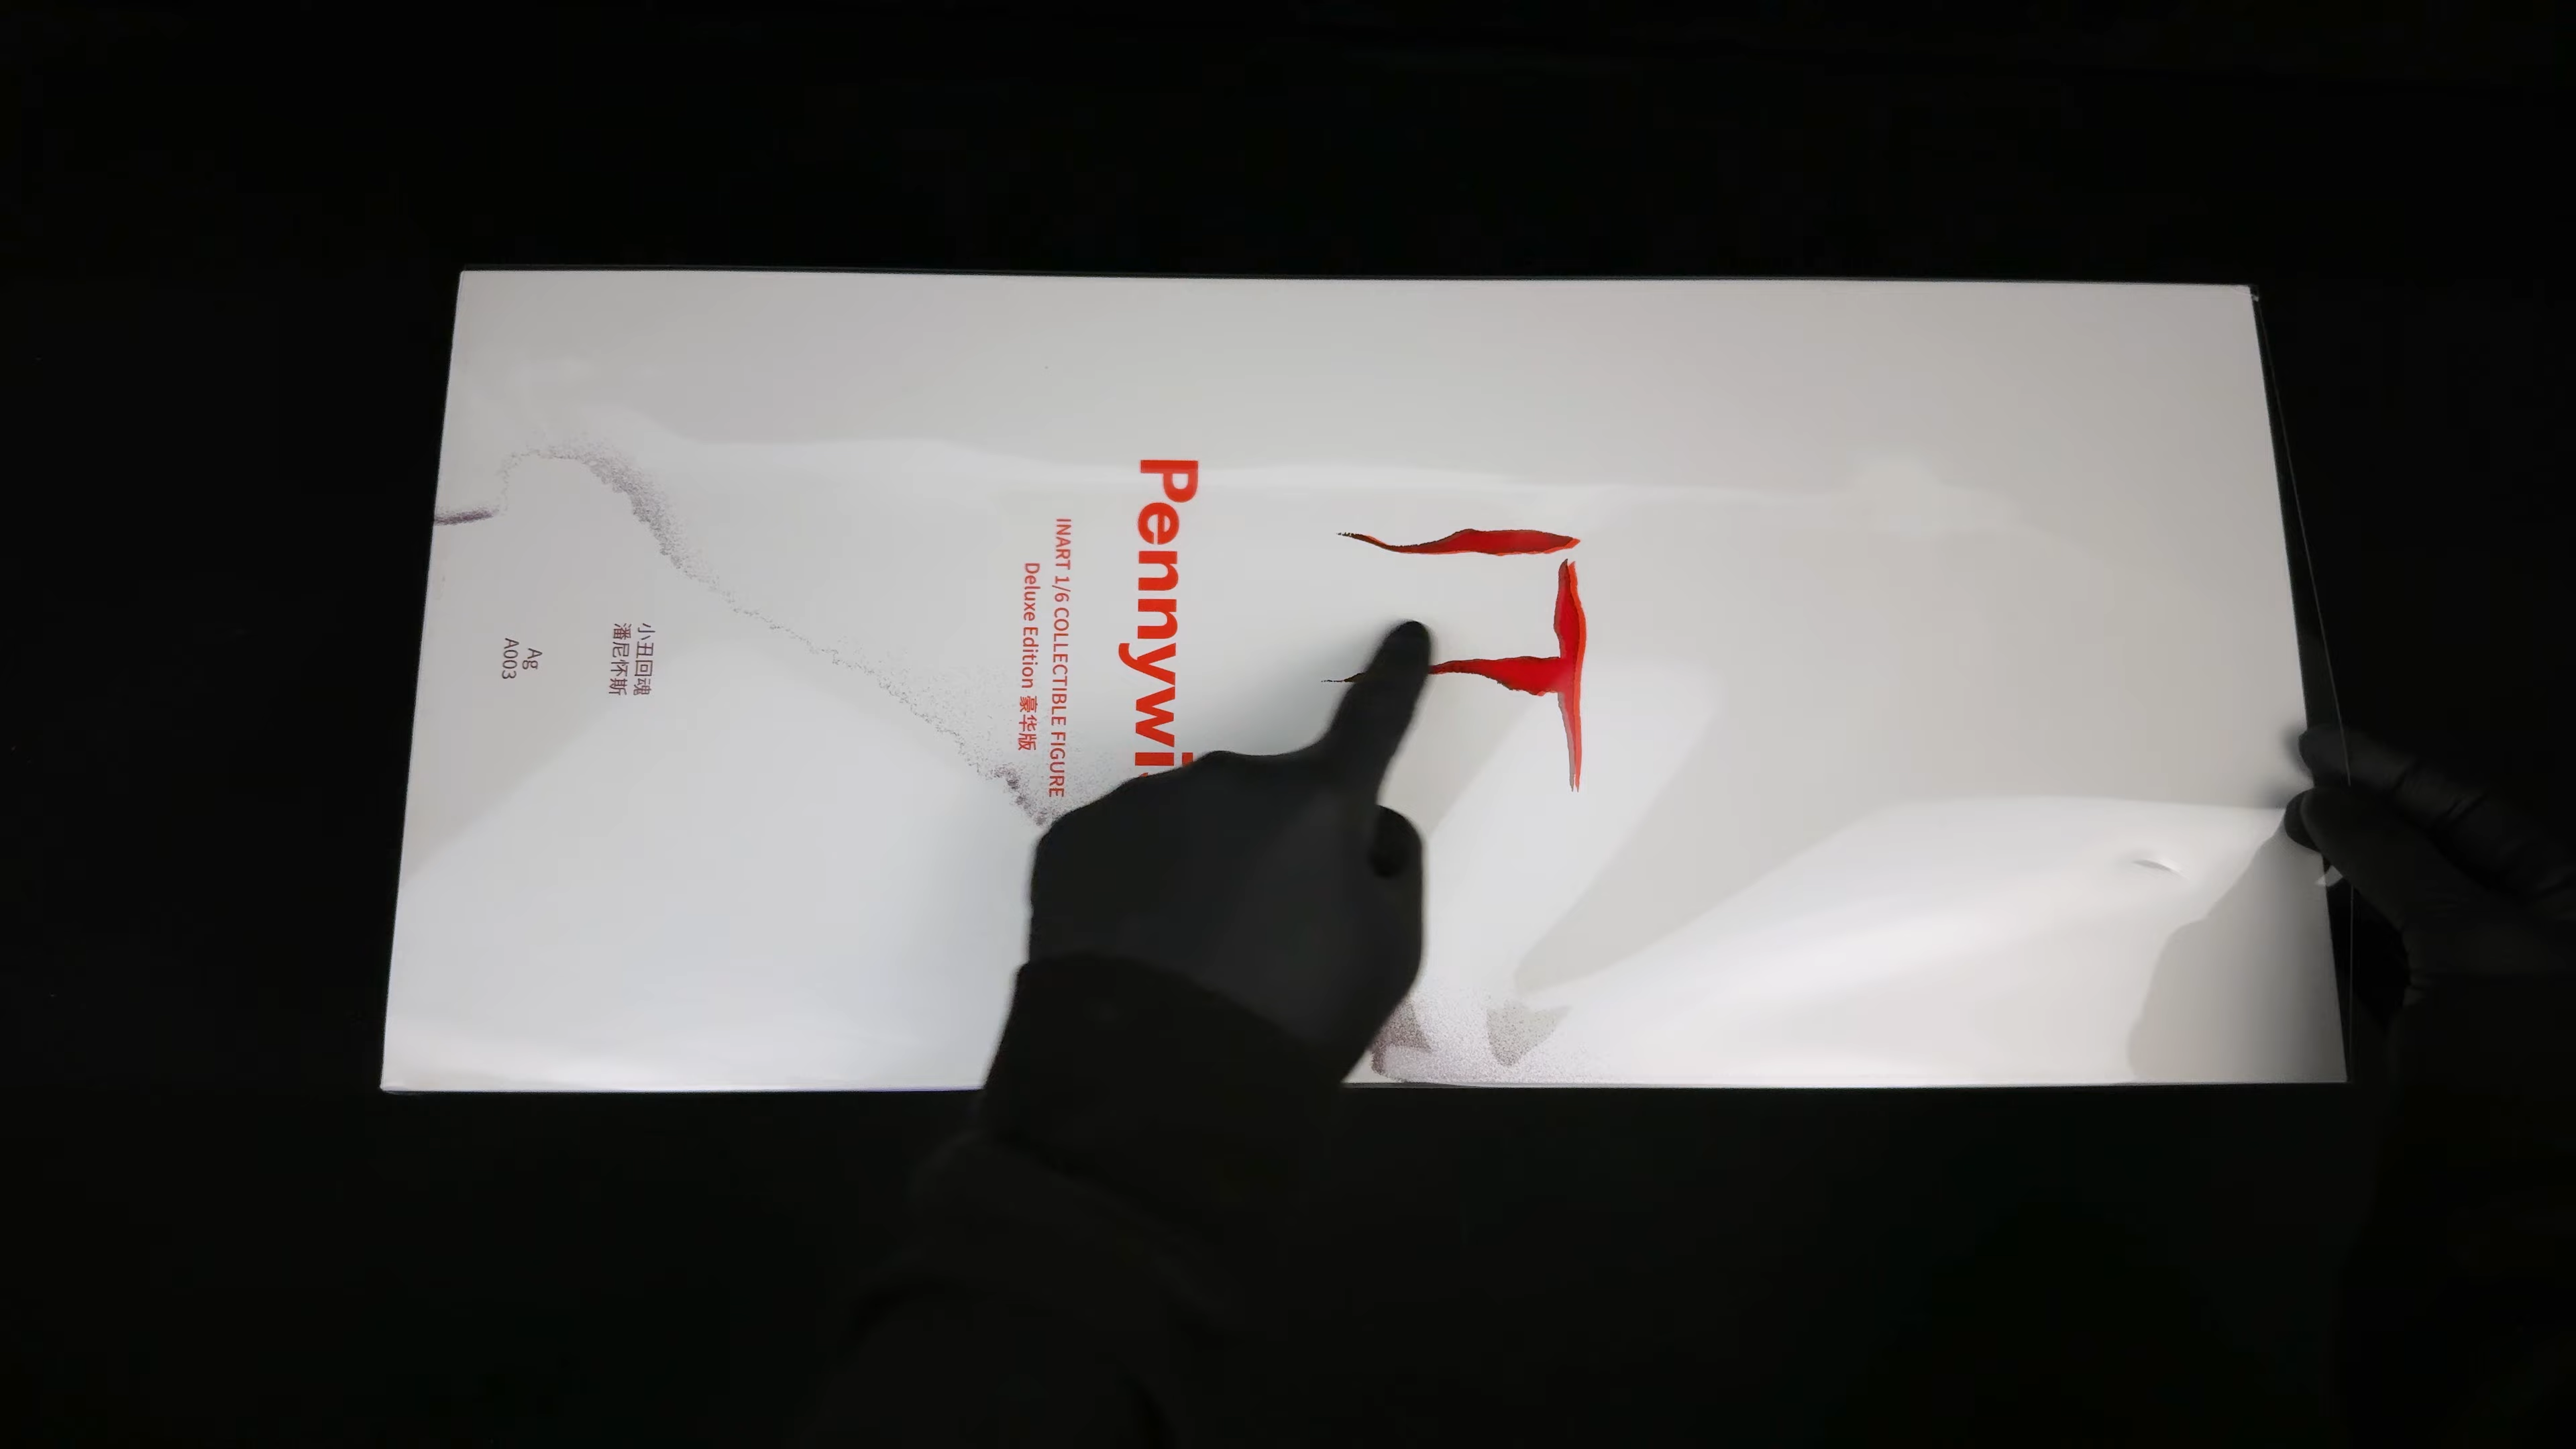 IT
Pennywi
INART 1/6 COLLECTIBLE FIGURE
Deluxe Edition 豪华版
小丑回魂
潘尼怀斯
Ag
A003